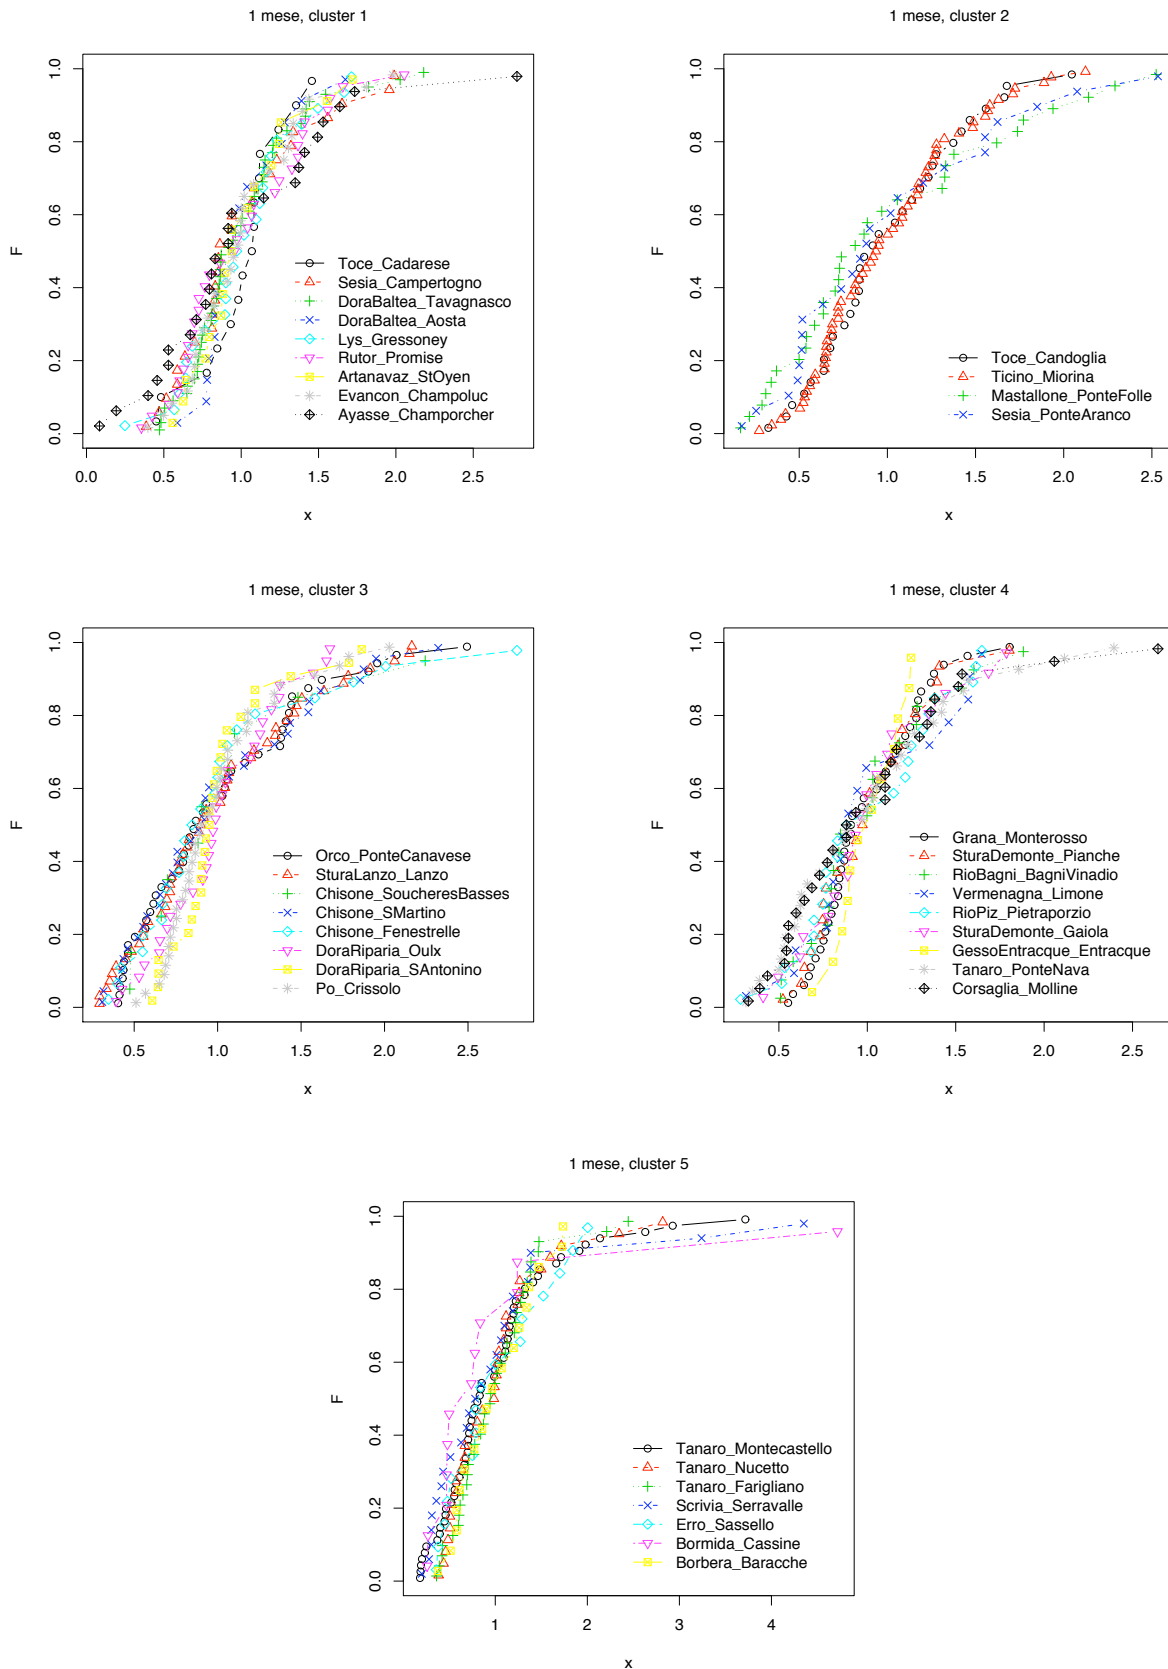 1 mese, cluster 1
F
0.0 0.2 0.4 0.6 0.8 1.0
Toce_Cadarese
Sesia_Campertogno
DoraBaltea_Tavagnasco
DoraBaltea_Aosta
Lys_Gressoney
Rutor_Promise
Artanavaz_StOyen
Evancon_Champoluc
Ayasse_Champorcher
0.0 0.5 1.0 1.5 2.0 2.5
x
1 mese, cluster 2
F
0.0 0.2 0.4 0.6 0.8 1.0
Toce_Candoglia
Ticino_Miorina
Mastallone_PonteFolle
Sesia_PonteAranco
0.5 1.0 1.5 2.0 2.5
x
1 mese, cluster 3
F
0.0 0.2 0.4 0.6 0.8 1.0
Orco_PonteCanavese
SturaLanzo_Lanzo
Chisone_SoucheresBasses
Chisone_SMartino
Chisone_Fenestrelle
DoraRiparia_Oulx
DoraRiparia_SAntonino
Po_Crissolo
0.5 1.0 1.5 2.0 2.5
x
1 mese, cluster 4
F
0.0 0.2 0.4 0.6 0.8 1.0
Grana_Monterosso
SturaDemonte_Pianche
RioBagni_BagniVinadio
Vermenagna_Limone
RioPiz_Pietraporzio
SturaDemonte_Gaiola
GessoEntracque_Entracque
Tanaro_PonteNava
Corsaglia_Molline
0.5 1.0 1.5 2.0 2.5
x
1 mese, cluster 5
F
0.0 0.2 0.4 0.6 0.8 1.0
Tanaro_Montecastello
Tanaro_Nucetto
Tanaro_Farigliano
Scrivia_Serravalle
Erro_Sassello
Bormida_Cassine
Borbera_Baracche
1 2 3 4
x